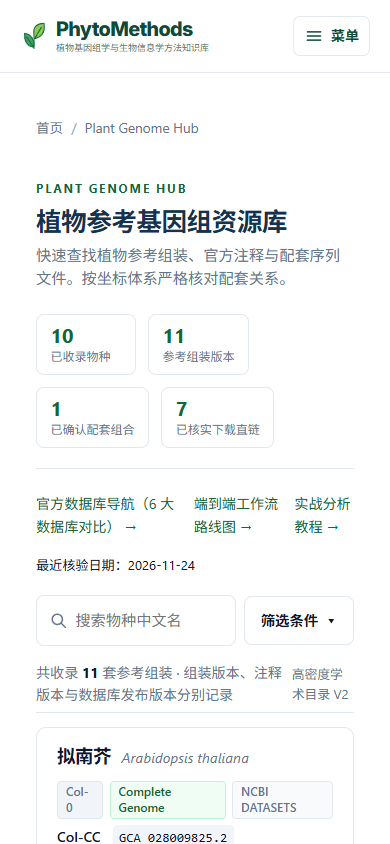 PhytoMethods
植物基因组学与生物信息学方法知识库
菜单
首页 / Plant Genome Hub
PLANT GENOME HUB
植物参考基因组资源库
快速查找植物参考组装、官方注释与配套序列
文件。按坐标体系严格核对配套关系。
10
已收录物种
11
参考组装版本
1
已确认配套组合
7
已核实下载直链
官方数据库导航（6 大
数据库对比） →
端到端工作流
路线图 →
实战分析
教程 →
最近核验日期：2026-11-24
搜索物种中文名
筛选条件 ▼
共收录 11 套参考组装 · 组装版本、注释
版本与数据库发布版本分别记录
高密度学
术目录 V2
拟南芥 Arabidopsis thaliana
Col-
0
Complete
Genome
NCBI
DATASETS
Col-CC GCA_028009825.2